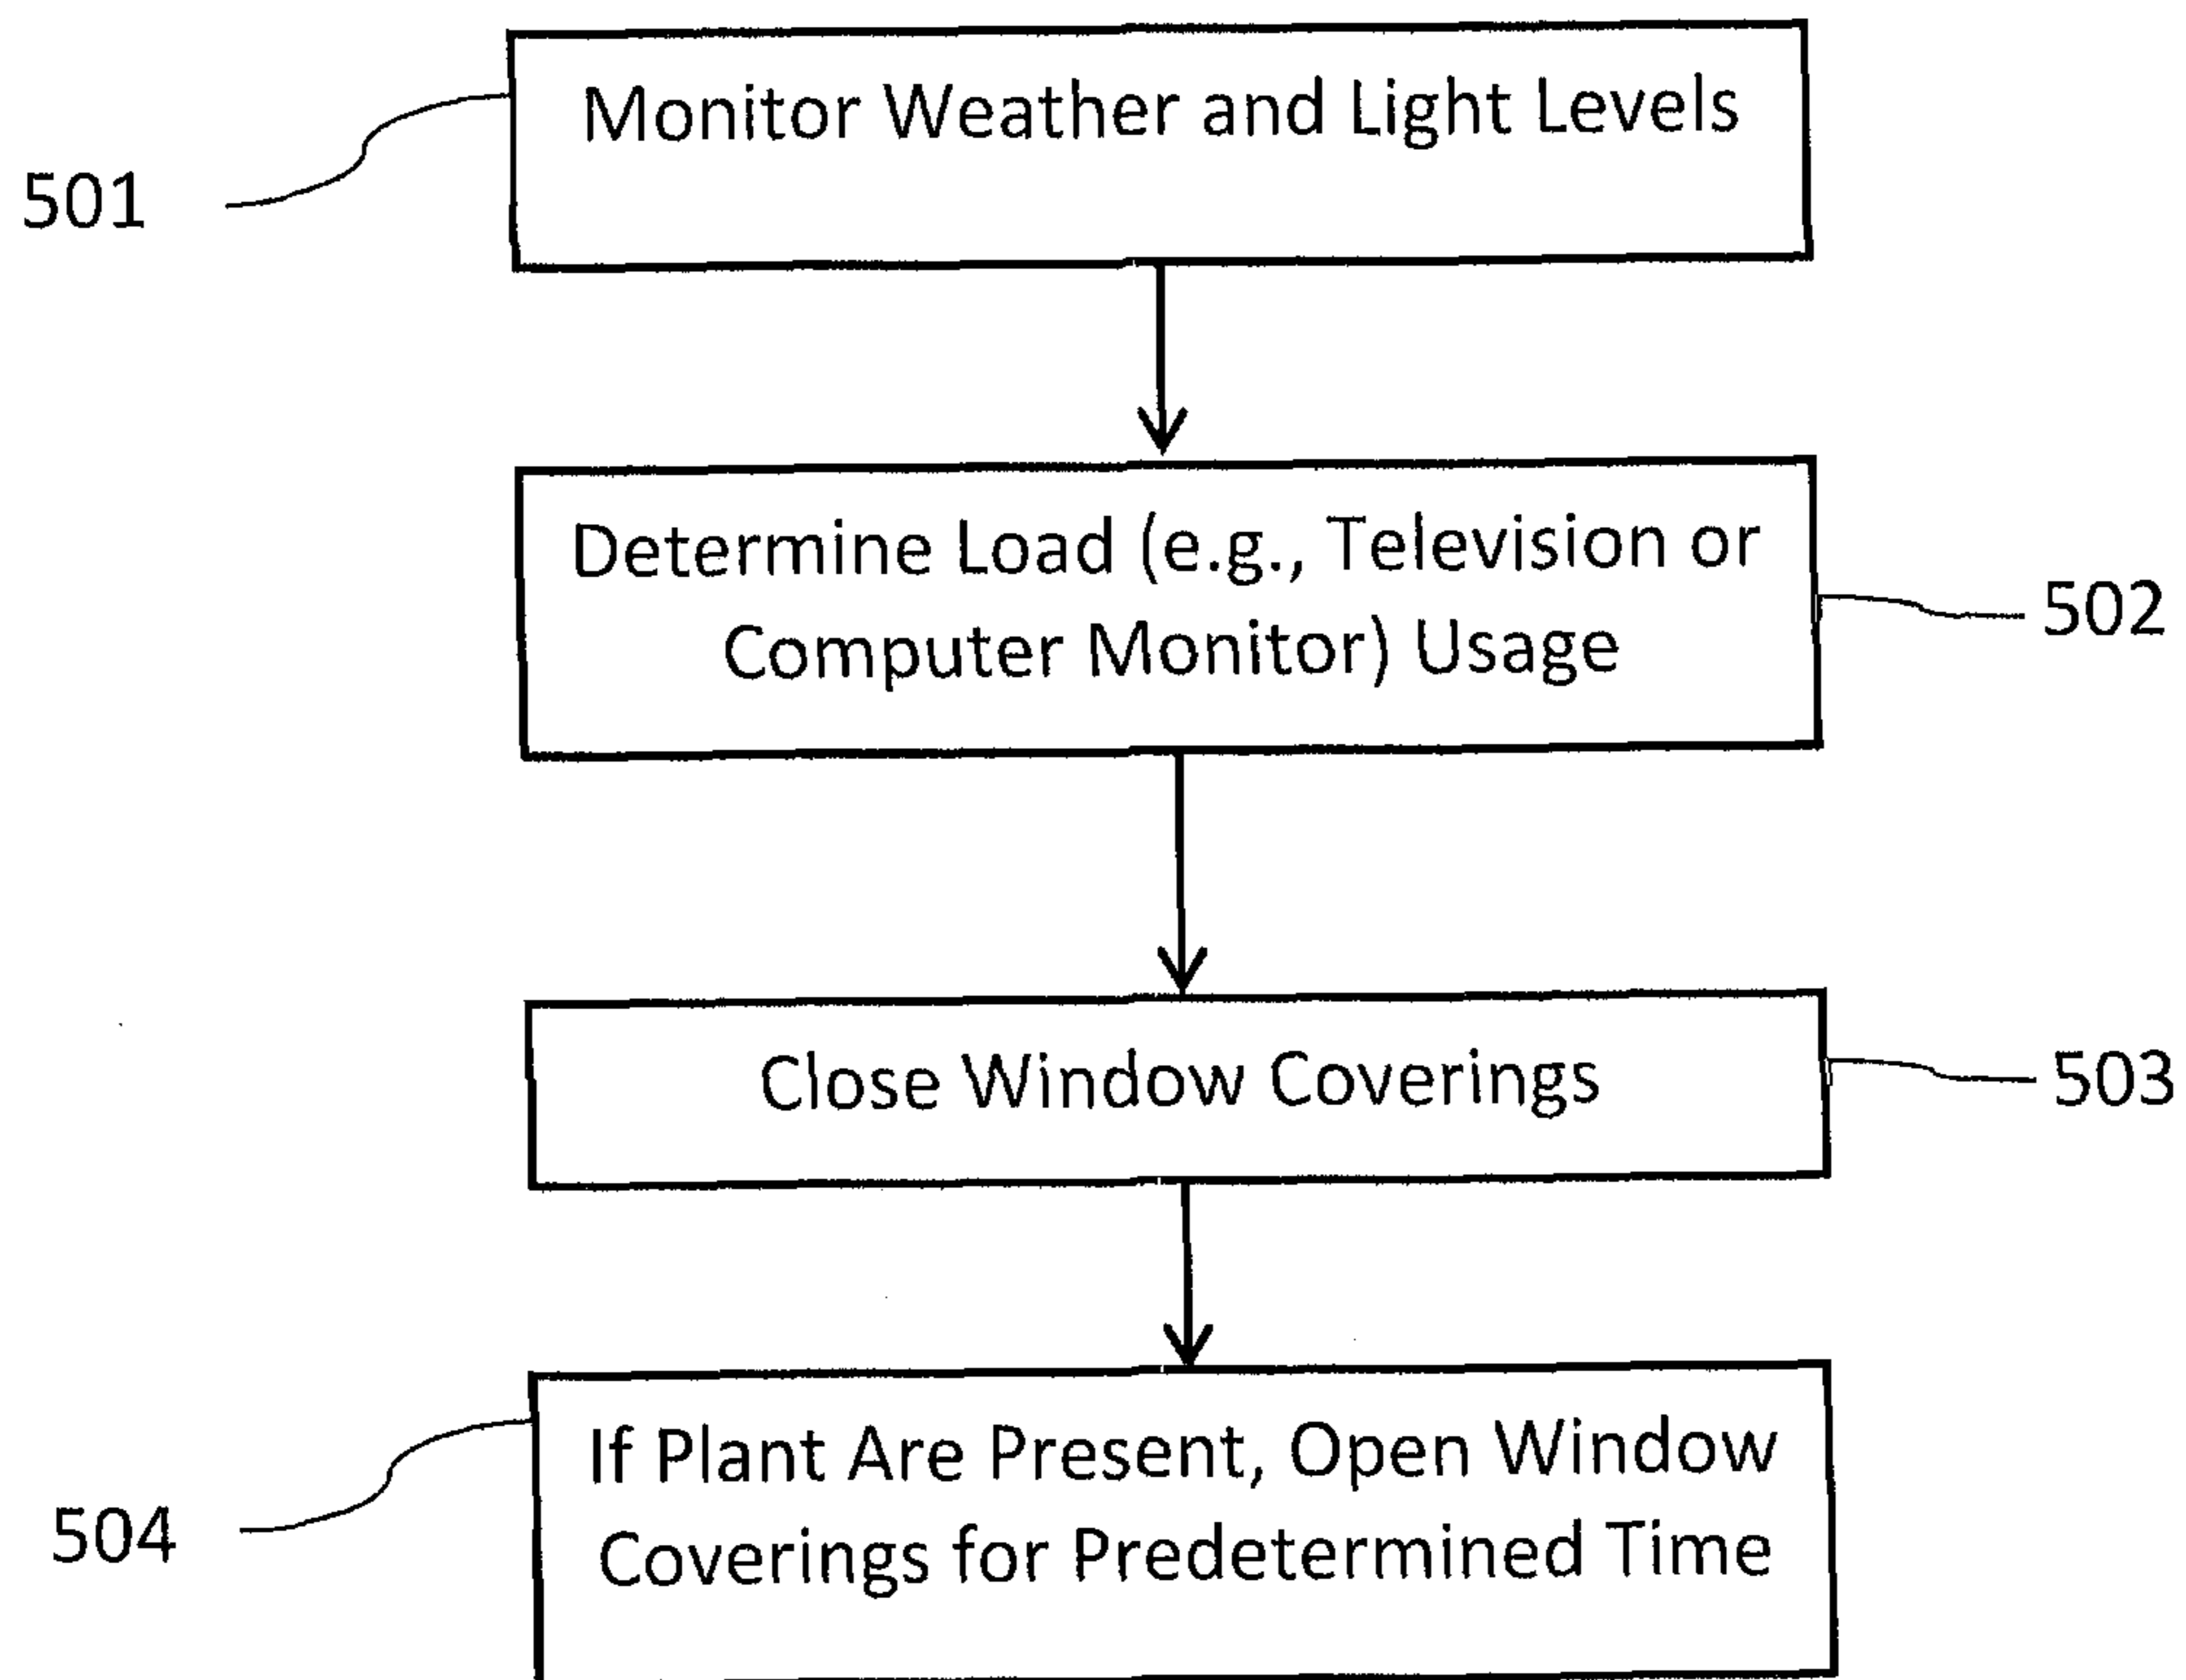 Monitor Weather and Light Levels
501
Determine Load (e.g., Television or
Computer Monitor) Usage
502
Close Window Coverings
503
If Plant Are Present, Open Window
Coverings for Predetermined Time
504